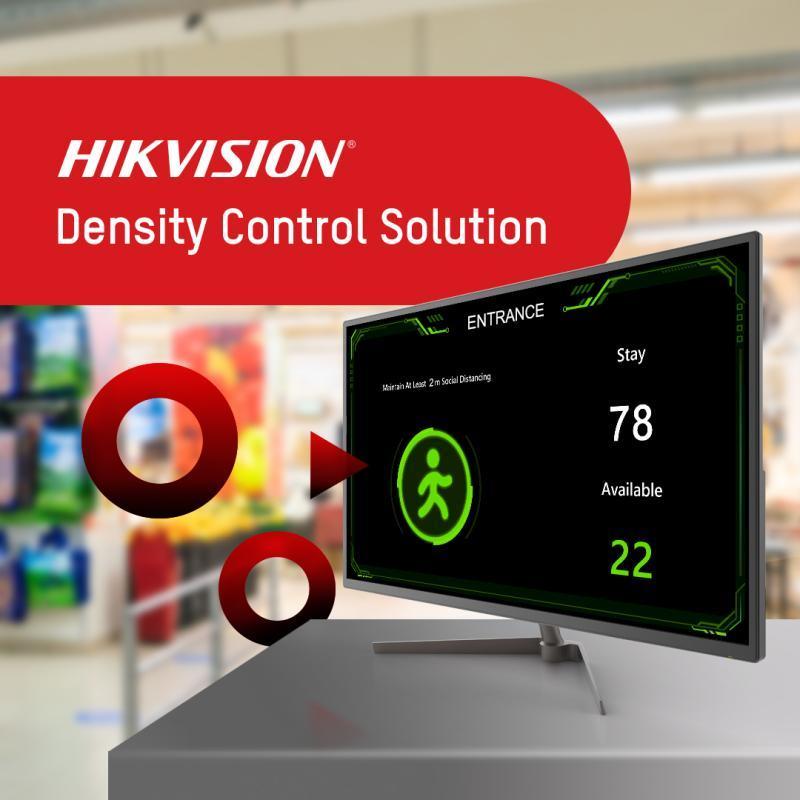 HIKVISION®
Density Control Solution
ENTRANCE
Maintain At Least 2 m Social Distancing
Stay
78
Available
22